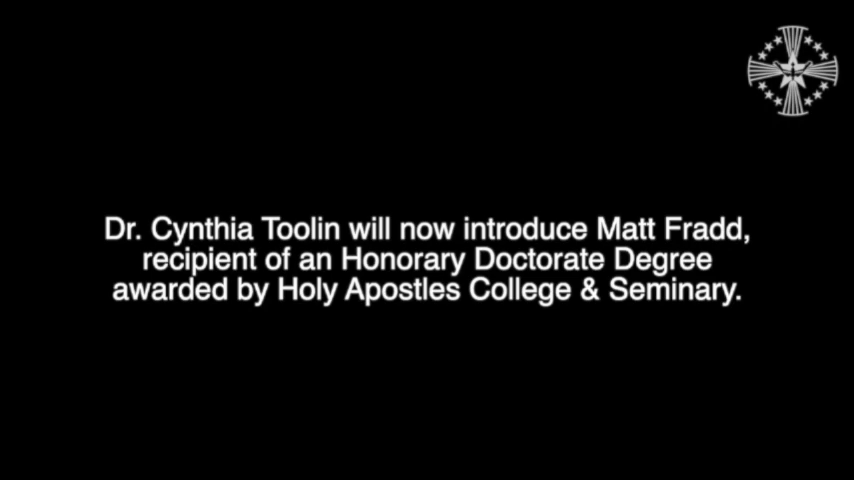 Dr. Cynthia Toolin will now introduce Matt Fradd,
recipient of an Honorary Doctorate Degree
awarded by Holy Apostles College & Seminary.